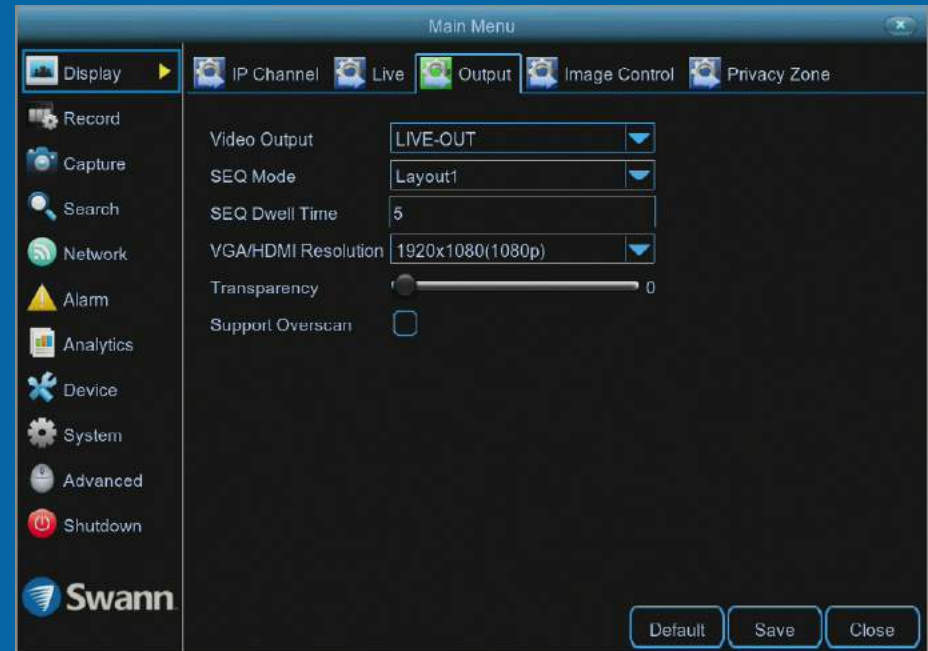 Main Menu
Display
Record
Capture
Search
Network
Alarm
Analytics
Device
System
Advanced
Shutdown
Swann
IP Channel Live Output Image Control Privacy Zone
Video Output LIVE-OUT
SEQ Mode Layout1
SEQ Dwell Time 5
VGA/HDMI Resolution 1920x1080(1080p)
Transparency 0
Support Overscan
Default Save Close